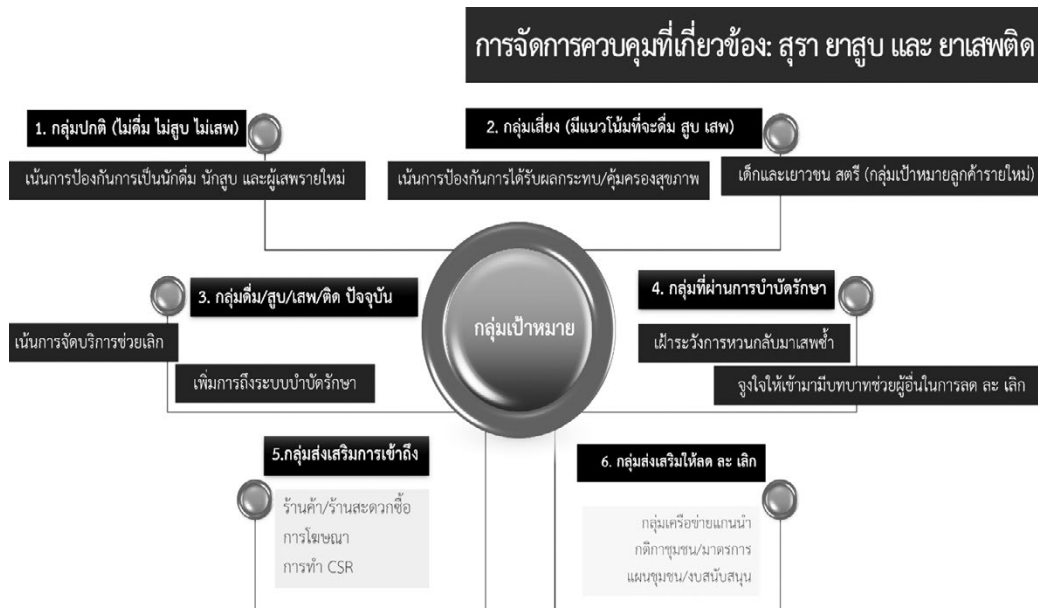 การจัดการควบคุมที่เกี่ยวข้อง: สุรา ยาสูบ และ ยาเสพติด
1. กลุ่มปกติ (ไม่ดื่ม ไม่สูบ ไม่เสพ)
เน้นการป้องกันการเป็นนักดื่ม นักสูบ และผู้เสพรายใหม่
2. กลุ่มเสี่ยง (มีแนวโน้มที่จะดื่ม สูบ เสพ)
เน้นการป้องกันการได้รับผลกระทบ/คุ้มครองสุขภาพ
เด็กและเยาวชน สตรี (กลุ่มเป้าหมายลูกค้ารายใหม่)
กลุ่มเป้าหมาย
3. กลุ่มดื่ม/สูบ/เสพ/ติด ปัจจุบัน
เน้นการจัดบริการช่วยเลิก
เพิ่มการถึงระบบบำบัดรักษา
4. กลุ่มที่ผ่านการบำบัดรักษา
เฝ้าระวังการหวนกลับมาเสพซ้ำ
จูงใจให้เข้ามามีบทบาทช่วยผู้อื่นในการลด ละ เลิก
5.กลุ่มส่งเสริมการเข้าถึง
ร้านค้า/ร้านสะดวกซื้อ
การโฆษณา
การทำ CSR
6. กลุ่มส่งเสริมให้ลด ละ เลิก
กลุ่มเครือข่ายแกนนำ
กติกาชุมชน/มาตรการ
แผนชุมชน/งบสนับสนุน